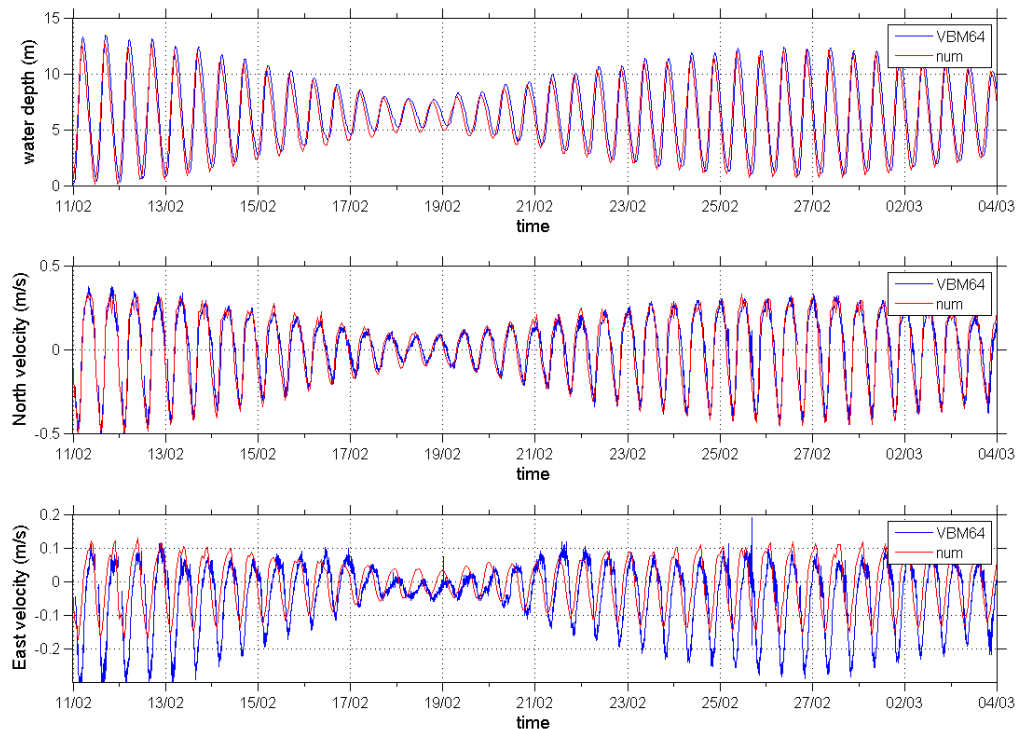 15
10
5
0
water depth (m)
VBM64
num
11/02 13/02 15/02 17/02 19/02 21/02 23/02 25/02 27/02 02/03 04/03
time
0.5
0
-0.5
North velocity (m/s)
VBM64
num
11/02 13/02 15/02 17/02 19/02 21/02 23/02 25/02 27/02 02/03 04/03
time
0.2
0.1
0
-0.1
-0.2
East velocity (m/s)
VBM64
num
11/02 13/02 15/02 17/02 19/02 21/02 23/02 25/02 27/02 02/03 04/03
time